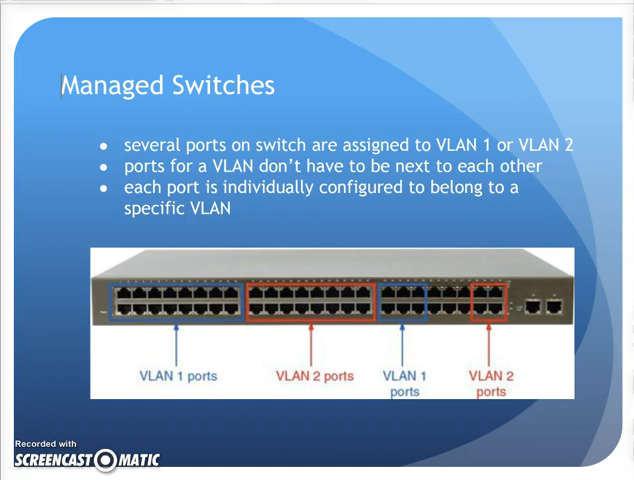 Managed Switches
● several ports on switch are assigned to VLAN 1 or VLAN 2
● ports for a VLAN don't have to be next to each other
● each port is individually configured to belong to a
specific VLAN
VLAN 1 ports
VLAN 2 ports
VLAN 1
ports
VLAN 2
ports
Recorded with
SCREENCAST-O-MATIC